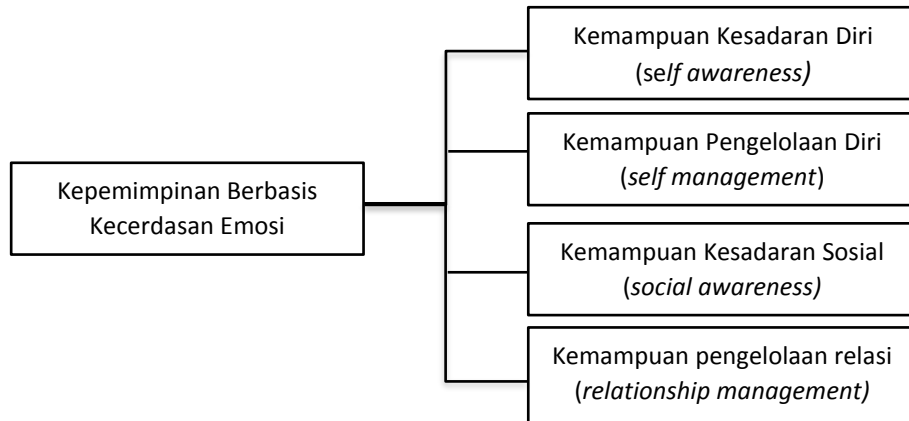 Kemampuan Kesadaran Diri
(self awareness)
Kemampuan Pengelolaan Diri
(self management)
Kepemimpinan Berbasis
Kecerdasan Emosi
Kemampuan Kesadaran Sosial
(social awareness)
Kemampuan pengelolaan relasi
(relationship management)